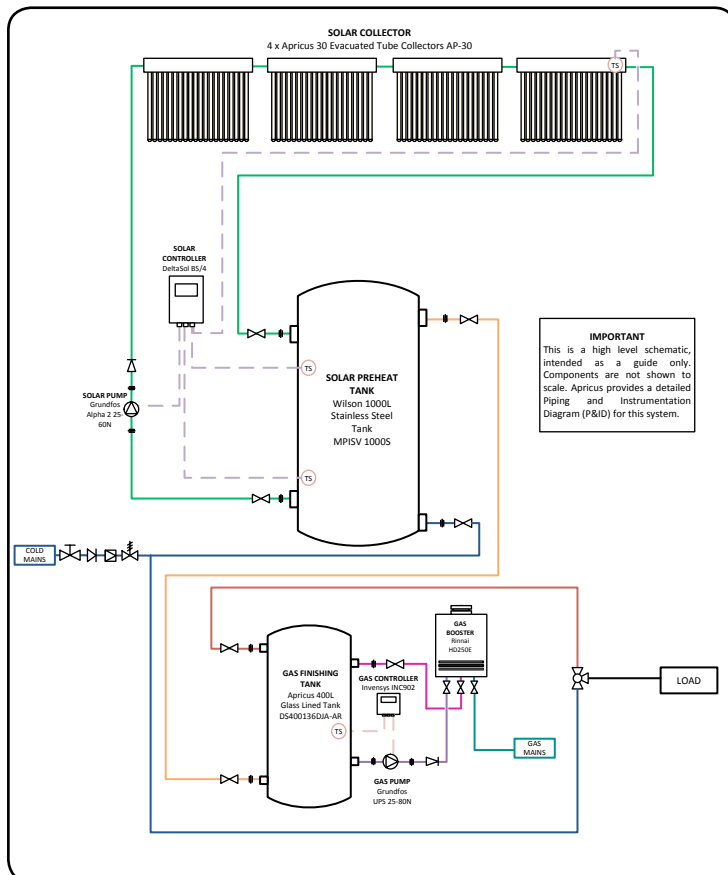 SOLAR COLLECTOR
4 x Apricus 30 Evacuated Tube Collectors AP-30
TS
SOLAR
CONTROLLER
DeltaSol BS/4
TS
SOLAR PREHEAT
TANK
Wilson 1000L
Stainless Steel
Tank
MPISV 1000S
TS
IMPORTANT
This is a high level schematic,
intended as a guide only.
Components are not shown to
scale. Apricus provides a detailed
Piping and Instrumentation
Diagram (P&ID) for this system.
SOLAR PUMP
Grundfos
Alpha 2 25-
60N
COLD
MAINS
GAS
BOOSTER
Rinnai
HD250E
GAS FINISHING
TANK
Apricus 400L
Glass Lined Tank
DS400136DJA-AR
TS
GAS CONTROLLER
Invensys INC902
LOAD
GAS
MAINS
GAS PUMP
Grundfos
UPS 25-80N